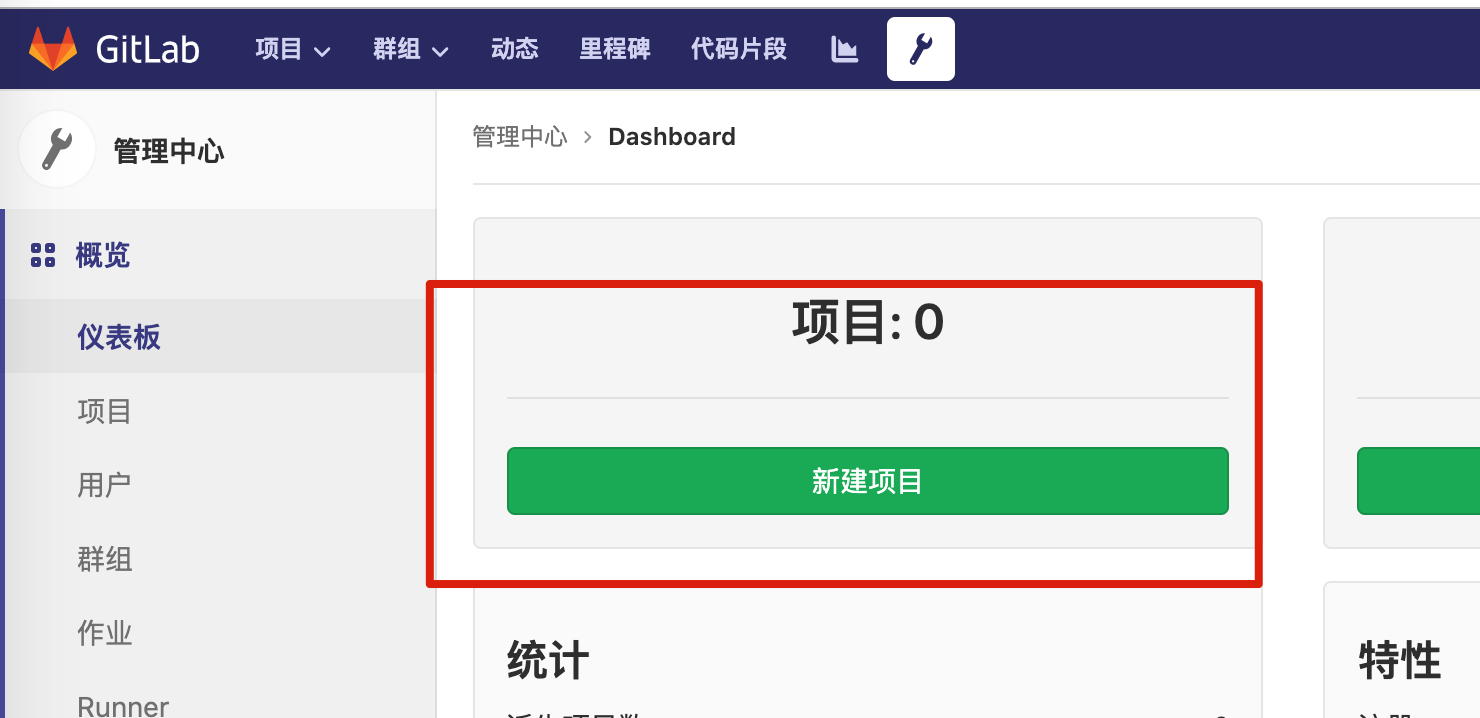 GitLab 项目 群组 动态 里程碑 代码片段
管理中心
概览
仪表板
项目
用户
群组
作业
Runner
管理中心 › Dashboard
项目: 0
新建项目
统计
特性